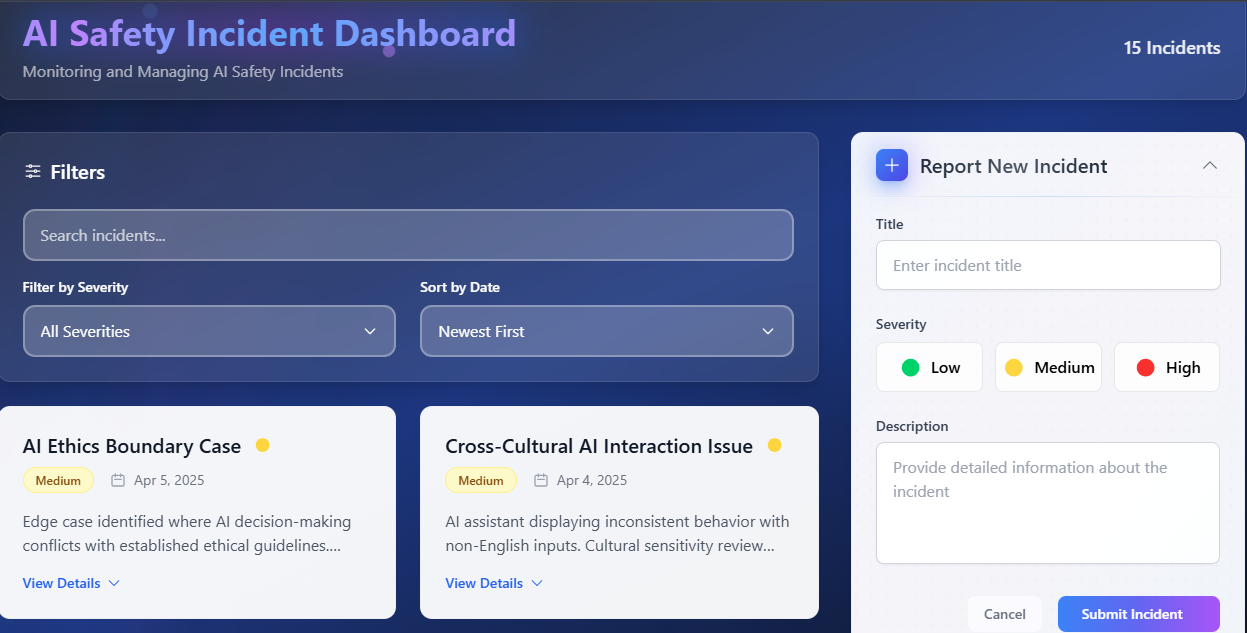 AI Safety Incident Dashboard
Monitoring and Managing AI Safety Incidents
15 Incidents
Filters
Search incidents...
Filter by Severity
Sort by Date
All Severities
Newest First
AI Ethics Boundary Case
Medium
Apr 5, 2025
Edge case identified where AI decision-making
conflicts with established ethical guidelines....
View Details
Cross-Cultural AI Interaction Issue
Medium
Apr 4, 2025
AI assistant displaying inconsistent behavior with
non-English inputs. Cultural sensitivity review...
View Details
Report New Incident
Title
Enter incident title
Severity
Low
Medium
High
Description
Provide detailed information about the
incident
Cancel
Submit Incident